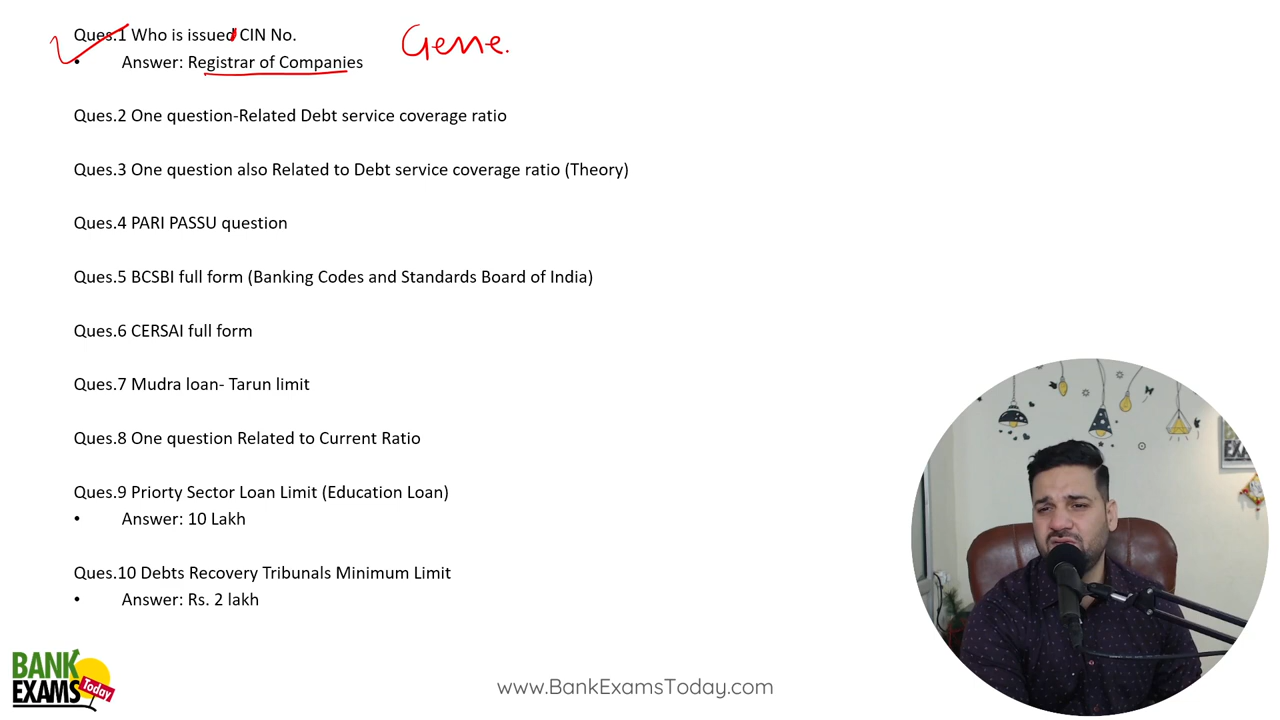 Ques.1 Who is issued CIN No.
Gene.
• Answer: Registrar of Companies
Ques.2 One question-Related Debt service coverage ratio
Ques.3 One question also Related to Debt service coverage ratio (Theory)
Ques.4 PARI PASSU question
Ques.5 BCSBI full form (Banking Codes and Standards Board of India)
Ques.6 CERSAI full form
Ques.7 Mudra loan- Tarun limit
Ques.8 One question Related to Current Ratio
Ques.9 Priorty Sector Loan Limit (Education Loan)
• Answer: 10 Lakh
Ques.10 Debts Recovery Tribunals Minimum Limit
• Answer: Rs. 2 lakh
BANK
EXAMS
Today
www.BankExamsToday.com